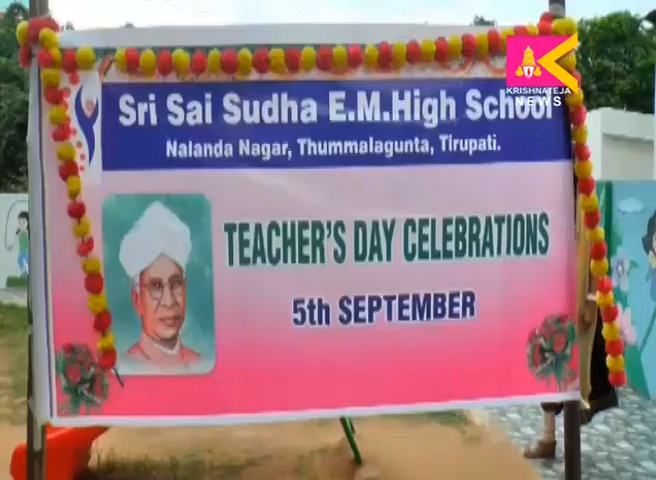 KRISHNATEJA
NEWS
Sri Sai Sudha E.M.High School
Nalanda Nagar, Thummalagunta, Tirupati.
TEACHER'S DAY CELEBRATIONS
5th SEPTEMBER